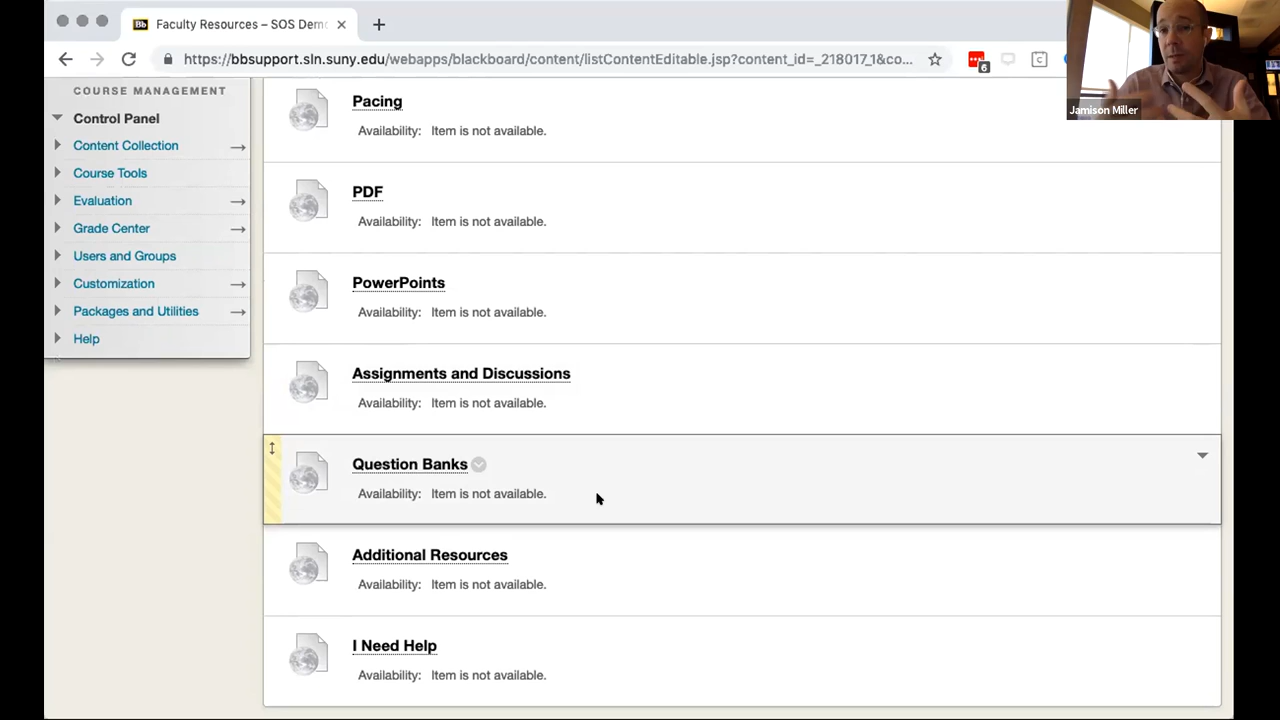 Bb Faculty Resources – SOS Demo
https://bbsupport.sln.suny.edu/webapps/blackboard/content/listContentEditable.jsp?content_id=_218017_1&co...
6
C
Jamison Miller
COURSE MANAGEMENT
Control Panel
Content Collection
Course Tools
Evaluation
Grade Center
Users and Groups
Customization
Packages and Utilities
Help
Pacing
Availability: Item is not available.
PDF
Availability: Item is not available.
PowerPoints
Availability: Item is not available.
Assignments and Discussions
Availability: Item is not available.
Question Banks
Availability: Item is not available.
Additional Resources
Availability: Item is not available.
I Need Help
Availability: Item is not available.